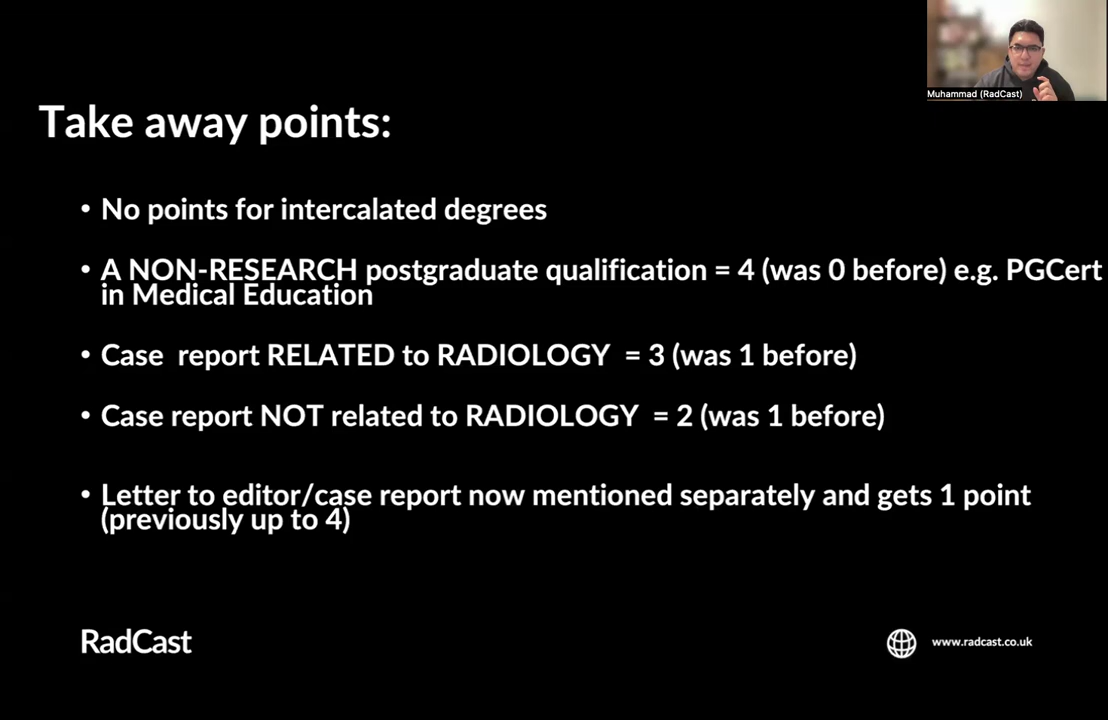 Muhammad (RadCast)
Take away points:
• No points for intercalated degrees
• A NON-RESEARCH postgraduate qualification = 4 (was 0 before) e.g. PGCert
in Medical Education
• Case  report RELATED to RADIOLOGY  = 3 (was 1 before)
• Case report NOT related to RADIOLOGY  = 2 (was 1 before)
• Letter to editor/case report now mentioned separately and gets 1 point
(previously up to 4)
RadCast
www.radcast.co.uk